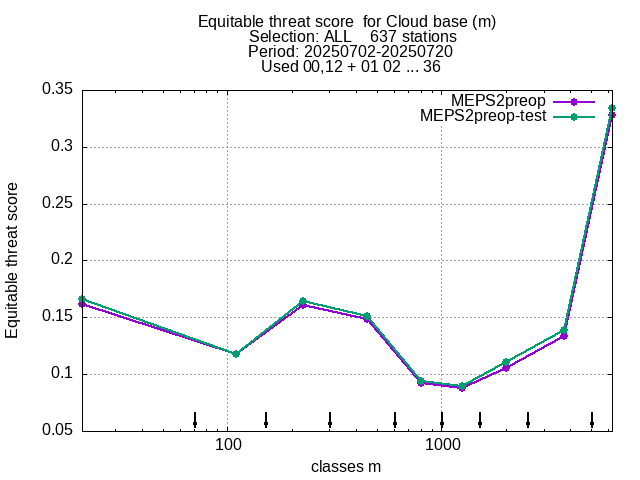 Equitable threat score  for Cloud base (m)
Selection: ALL    637 stations
Period: 20250702-20250720
Used 00,12 + 01 02 ... 36
0.35
MEPS2preop
MEPS2preop-test
0.3
0.25
0.2
Equitable threat score
0.15
0.1
0.05
100
1000
classes m